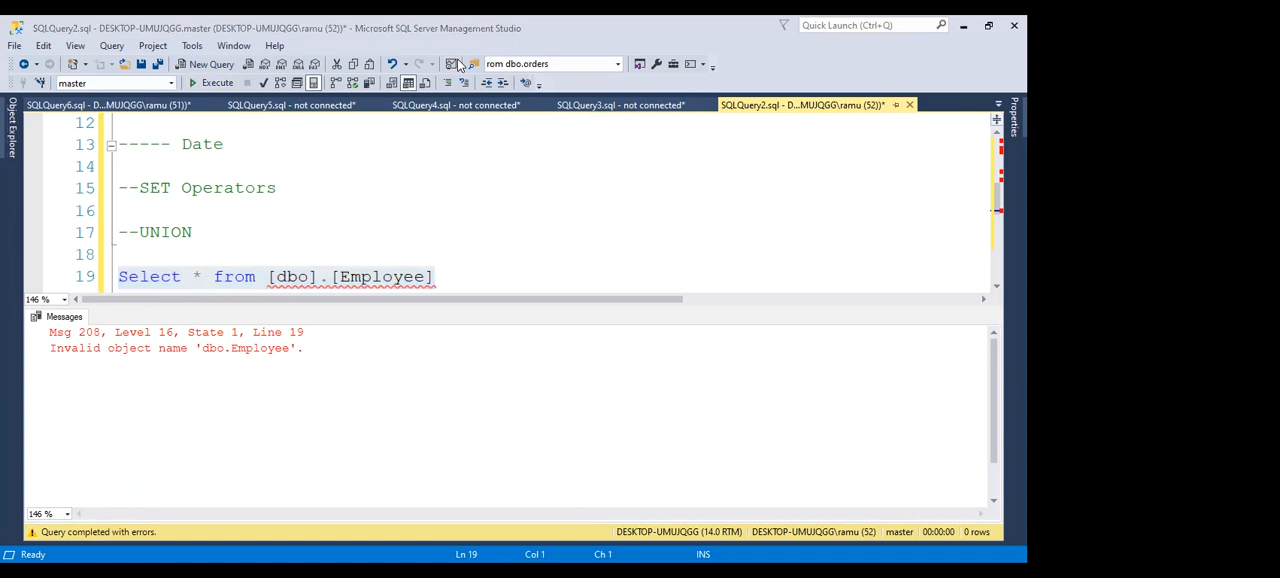 SQLQuery2.sql - DESKTOP-UMUJQGG.master (DESKTOP-UMUJQGG\ramu (52))* - Microsoft SQL Server Management Studio
Quick Launch (Ctrl+Q)
File Edit View Query Project Tools Window Help
New Query
rom dbo.orders
master
Execute
SQLQuery6.sql - D...MUJQGG\ramu (51))* SQLQuery5.sql - not connected* SQLQuery4.sql - not connected* SQLQuery3.sql - not connected* SQLQuery2.sql - D...MUJQGG\ramu (52))*
Object Explorer
Properties
12
13 ----- Date
14
15 --SET Operators
16
17 --UNION
18
19 Select * from [dbo].[Employee]
146 %
Messages
Msg 208, Level 16, State 1, Line 19
Invalid object name 'dbo.Employee'.
146 %
Query completed with errors. DESKTOP-UMUJQGG (14.0 RTM) DESKTOP-UMUJQGG\ramu (52) master 00:00:00 0 rows
Ready Ln 19 Col 1 Ch 1 INS